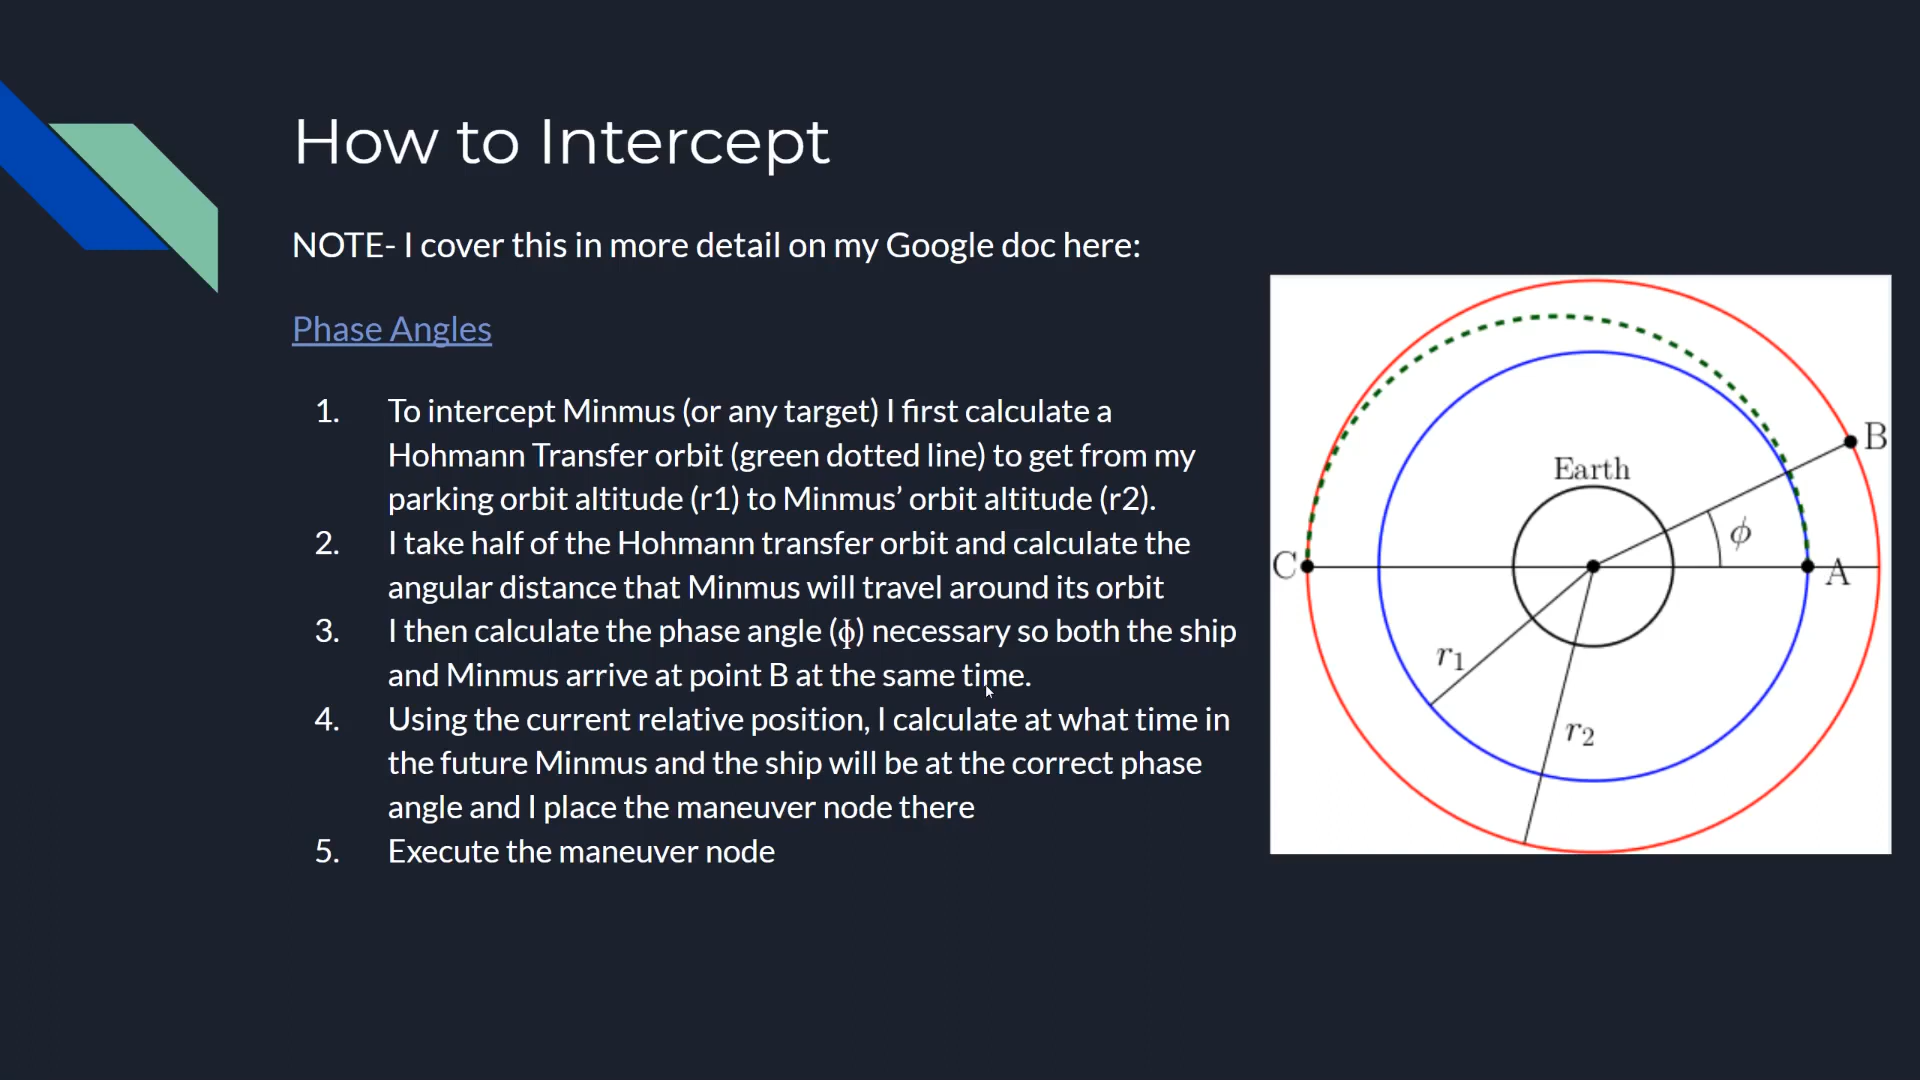 How to Intercept
NOTE- I cover this in more detail on my Google doc here:
Phase Angles
1. To intercept Minmus (or any target) I first calculate a
Hohmann Transfer orbit (green dotted line) to get from my
parking orbit altitude (r1) to Minmus’ orbit altitude (r2).
2. I take half of the Hohmann transfer orbit and calculate the
angular distance that Minmus will travel around its orbit
3. I then calculate the phase angle (ϕ) necessary so both the ship
and Minmus arrive at point B at the same time.
4. Using the current relative position, I calculate at what time in
the future Minmus and the ship will be at the correct phase
angle and I place the maneuver node there
5. Execute the maneuver node
B
Earth
ϕ
C
A
r1
r2